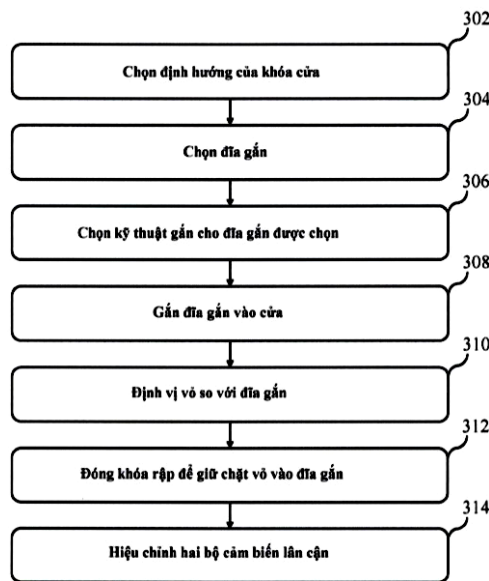 302
Chọn định hướng của khóa cửa
304
Chọn đĩa gắn
306
Chọn kỹ thuật gắn cho đĩa gắn được chọn
308
Gắn đĩa gắn vào cửa
310
Định vị vỏ so với đĩa gắn
312
Đóng khóa rập để giữ chặt vỏ vào đĩa gắn
314
Hiệu chỉnh hai bộ cảm biến lân cận